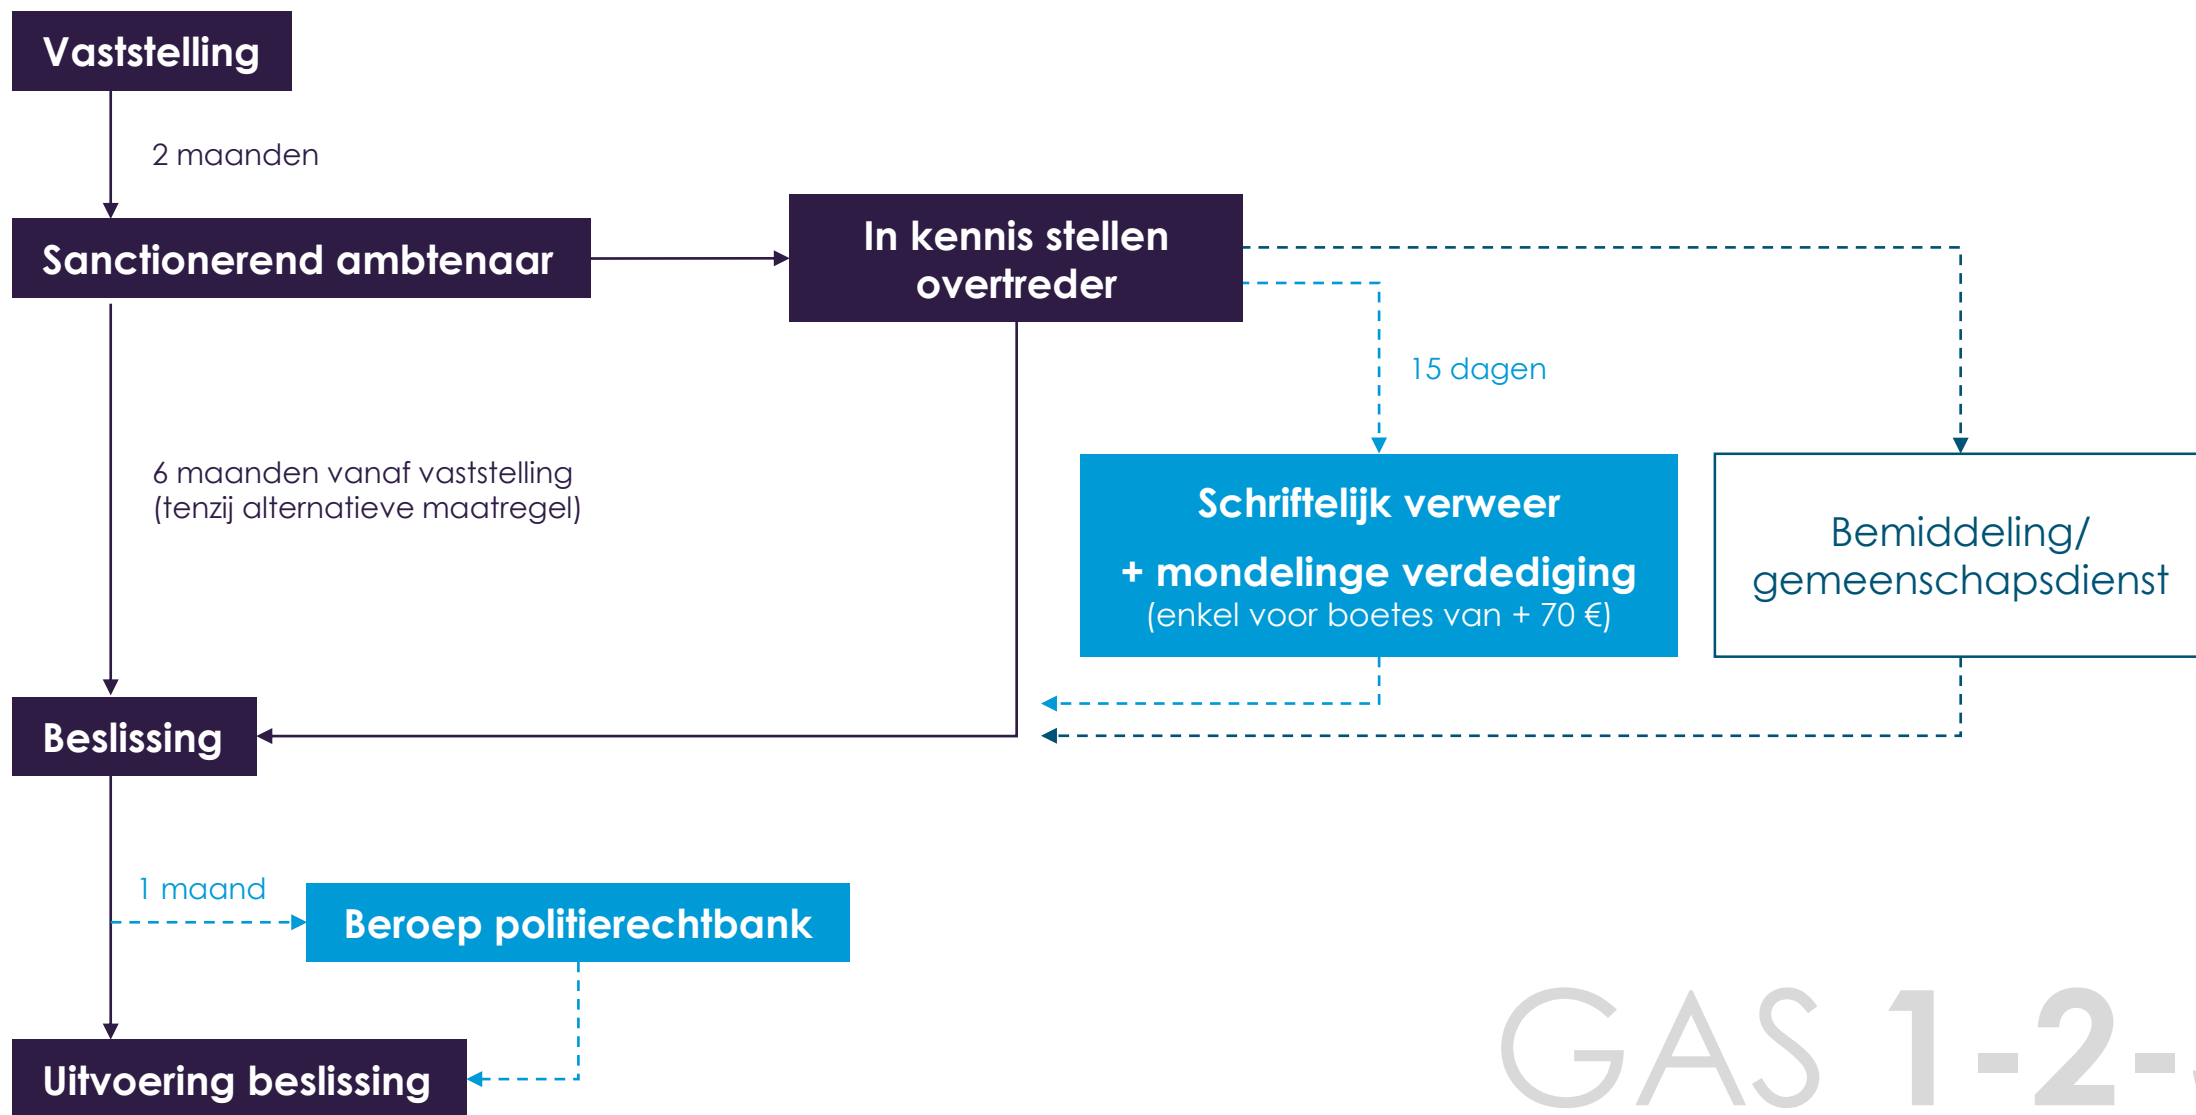 Vaststelling
2 maanden
Sanctionerend ambtenaar
In kennis stellen
overtreder
15 dagen
6 maanden vanaf vaststelling
(tenzij alternatieve maatregel)
Schriftelijk verweer
+ mondelinge verdediging
(enkel voor boetes van + 70 €)
Bemiddeling/
gemeenschapsdienst
Beslissing
1 maand
Beroep politierechtbank
Uitvoering beslissing
GAS 1-2-